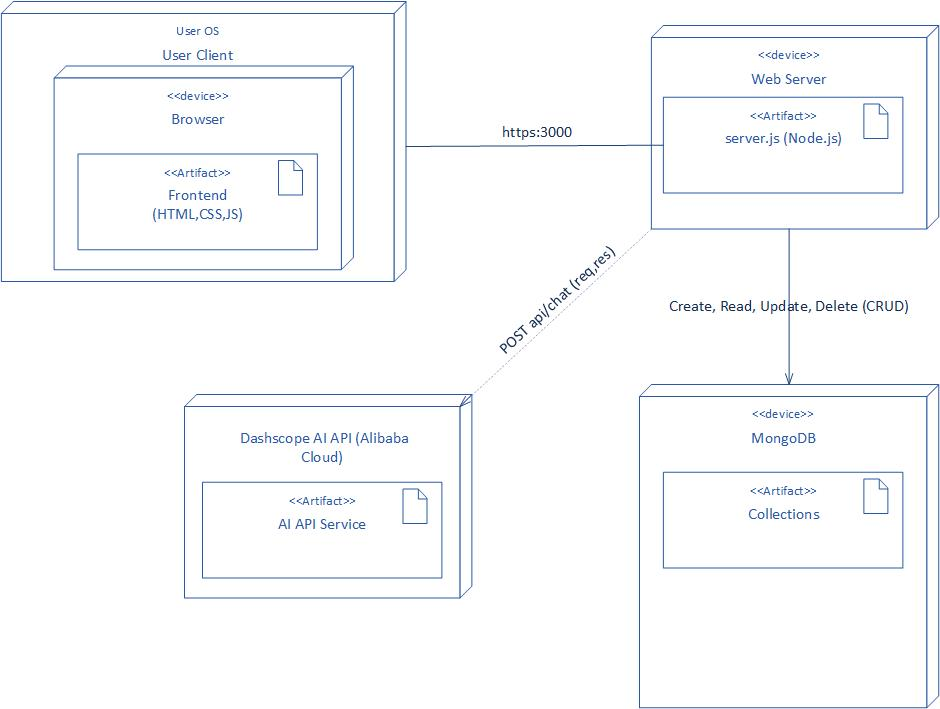 User OS
User Client
<<device>>
Browser
<<Artifact>>
Frontend
(HTML,CSS,JS)
https:3000
<<device>>
Web Server
<<Artifact>>
server.js (Node.js)
POST api/chat (req,res)
Create, Read, Update, Delete (CRUD)
Dashscope AI API (Alibaba
Cloud)
<<Artifact>>
AI API Service
<<device>>
MongoDB
<<Artifact>>
Collections